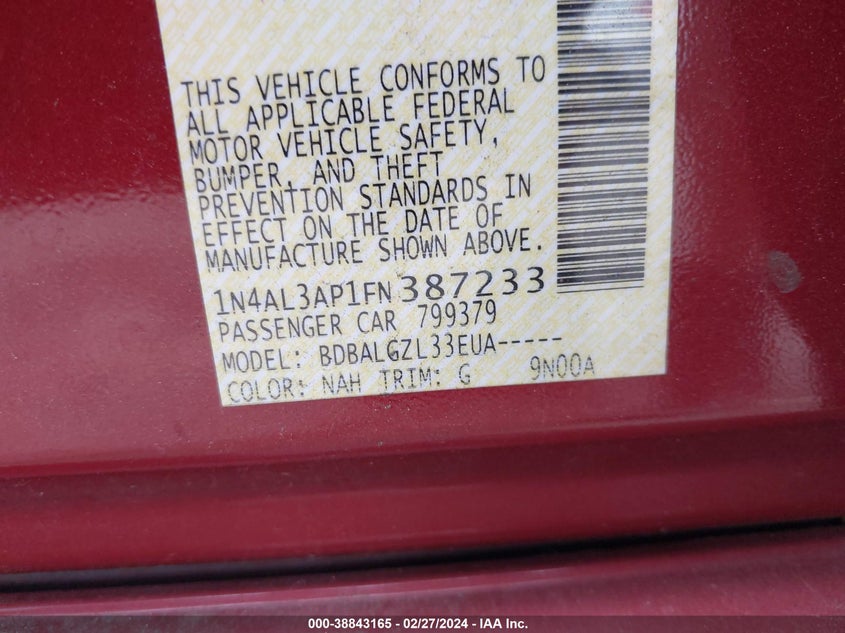 THIS VEHICLE CONFORMS TO
ALL APPLICABLE FEDERAL
MOTOR VEHICLE SAFETY,
BUMPER, AND THEFT
PREVENTION STANDARDS IN
EFFECT ON THE DATE OF
MANUFACTURE SHOWN ABOVE.
1N4AL3AP1FN387233
PASSENGER CAR 799379
MODEL: BDBALGZL33EUA-----
COLOR: NAH TRIM: G 9N00A
000-38843165 - 02/27/2024 - IAA Inc.